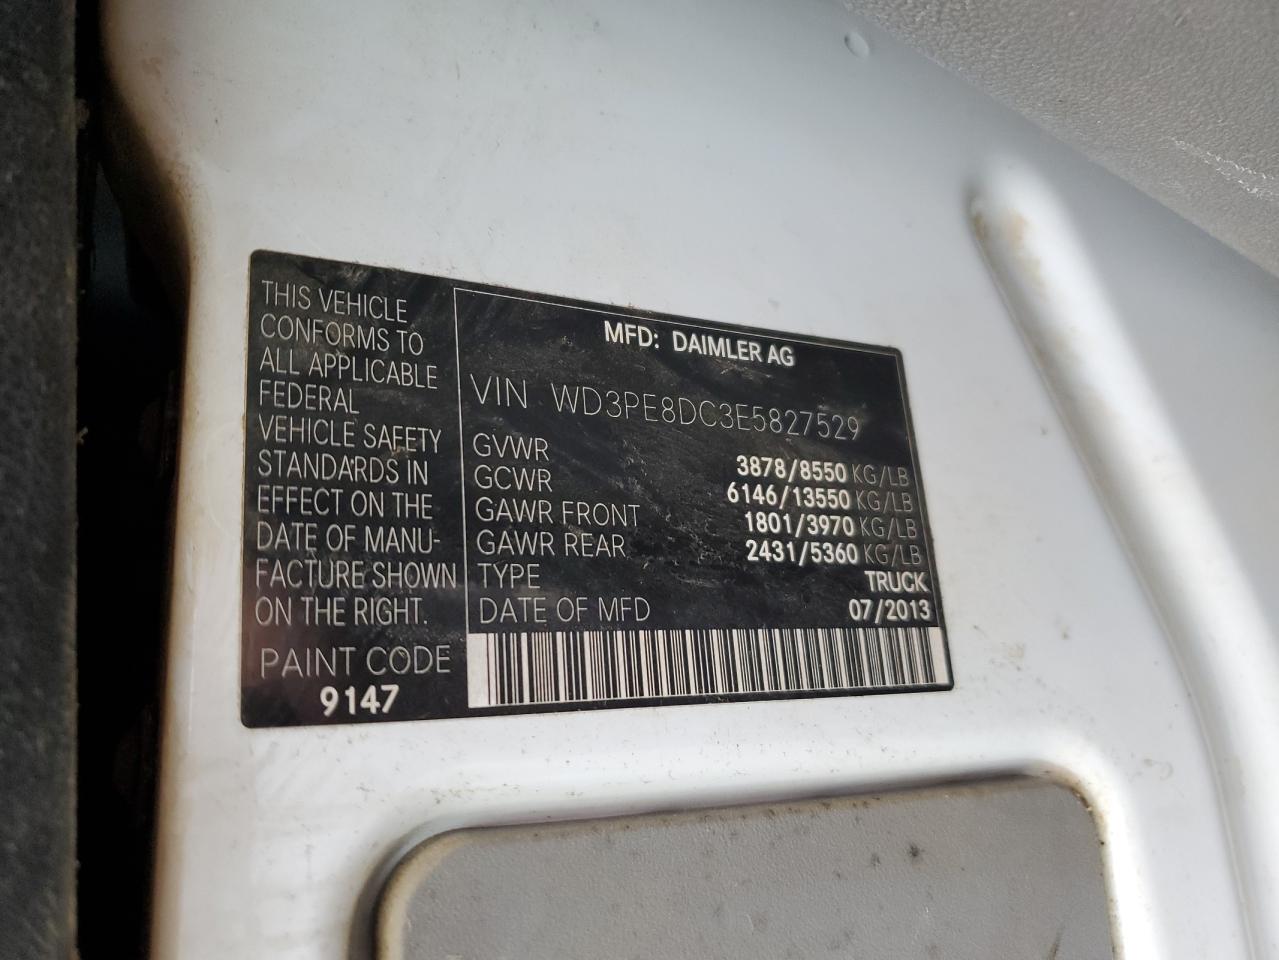 THIS VEHICLE
CONFORMS TO
ALL APPLICABLE
FEDERAL
VEHICLE SAFETY
STANDARDS IN
EFFECT ON THE
DATE OF MANU-
FACTURE SHOWN
ON THE RIGHT.
PAINT CODE
9147
MFD: DAIMLER AG
VIN WD3PE8DC3E5827529
GVWR 3878/8550 KG/LB
GCWR 6146/13550 KG/LB
GAWR FRONT 1801/3970 KG/LB
GAWR REAR 2431/5360 KG/LB
TYPE TRUCK
DATE OF MFD 07/2013